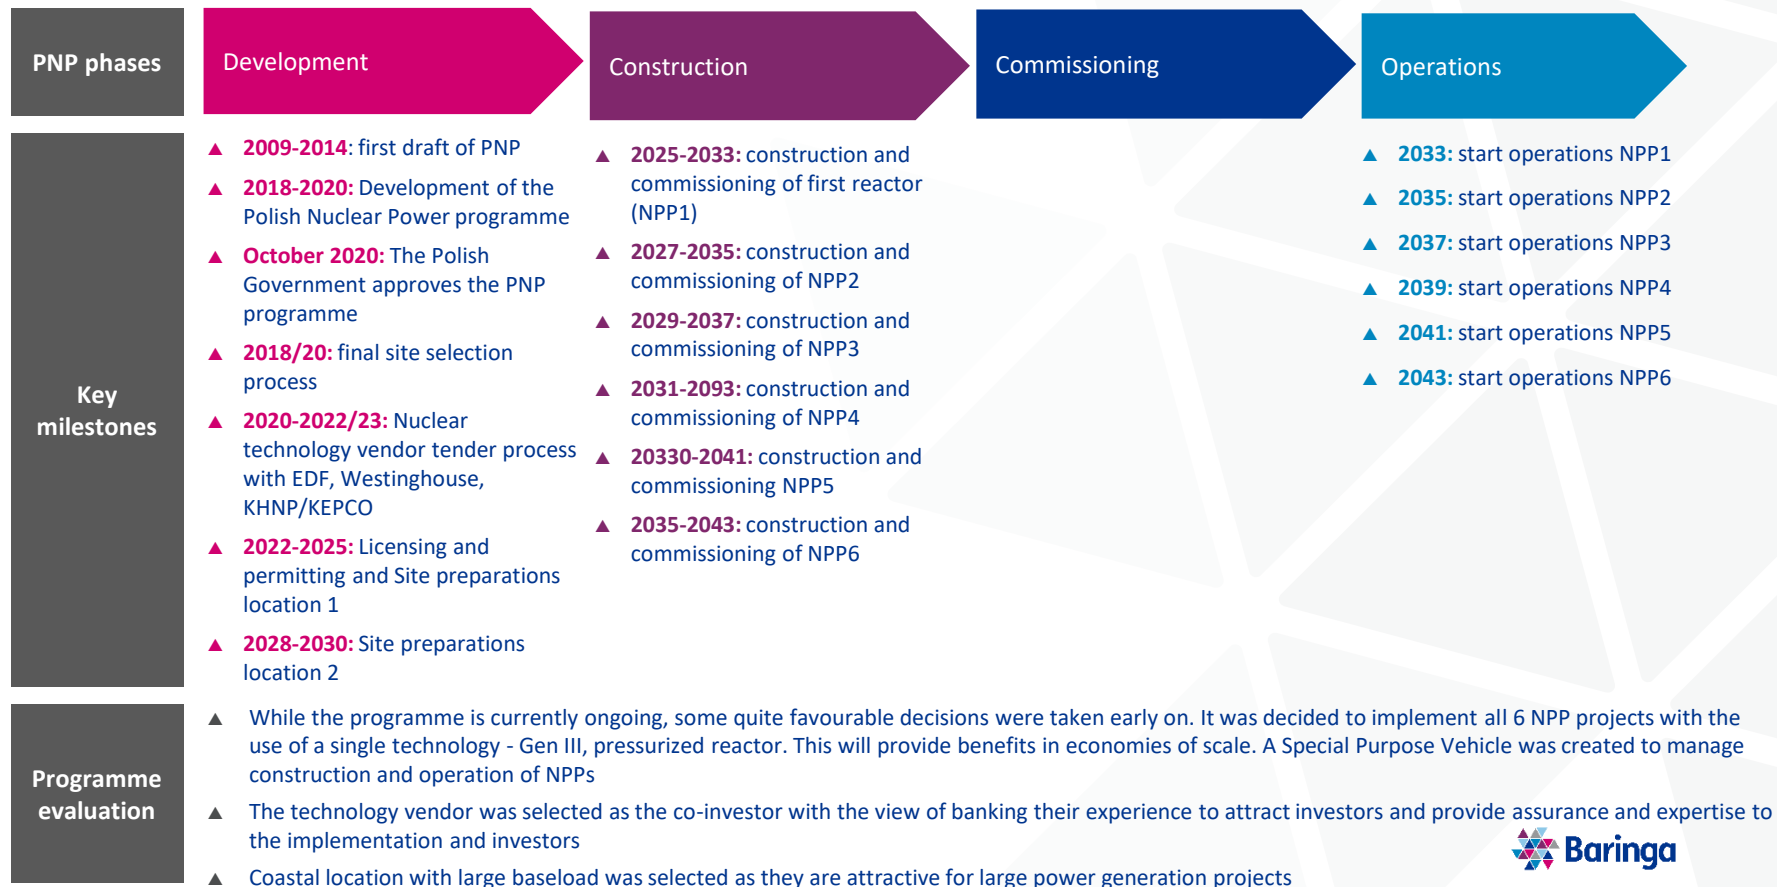 PNP phases
Development
Construction
Commissioning
Operations
Key
milestones
2009-2014: first draft of PNP
2018-2020: Development of the
Polish Nuclear Power programme
October 2020: The Polish
Government approves the PNP
programme
2018/20: final site selection
process
2020-2022/23: Nuclear
technology vendor tender process
with EDF, Westinghouse,
KHNP/KEPCO
2022-2025: Licensing and
permitting and Site preparations
location 1
2028-2030: Site preparations
location 2
2025-2033: construction and
commissioning of first reactor
(NPP1)
2027-2035: construction and
commissioning of NPP2
2029-2037: construction and
commissioning of NPP3
2031-2093: construction and
commissioning of NPP4
20330-2041: construction and
commissioning NPP5
2035-2043: construction and
commissioning of NPP6
2033: start operations NPP1
2035: start operations NPP2
2037: start operations NPP3
2039: start operations NPP4
2041: start operations NPP5
2043: start operations NPP6
Programme
evaluation
While the programme is currently ongoing, some quite favourable decisions were taken early on. It was decided to implement all 6 NPP projects with the
use of a single technology - Gen III, pressurized reactor. This will provide benefits in economies of scale. A Special Purpose Vehicle was created to manage
construction and operation of NPPs
The technology vendor was selected as the co-investor with the view of banking their experience to attract investors and provide assurance and expertise to
the implementation and investors
Coastal location with large baseload was selected as they are attractive for large power generation projects
Baringa